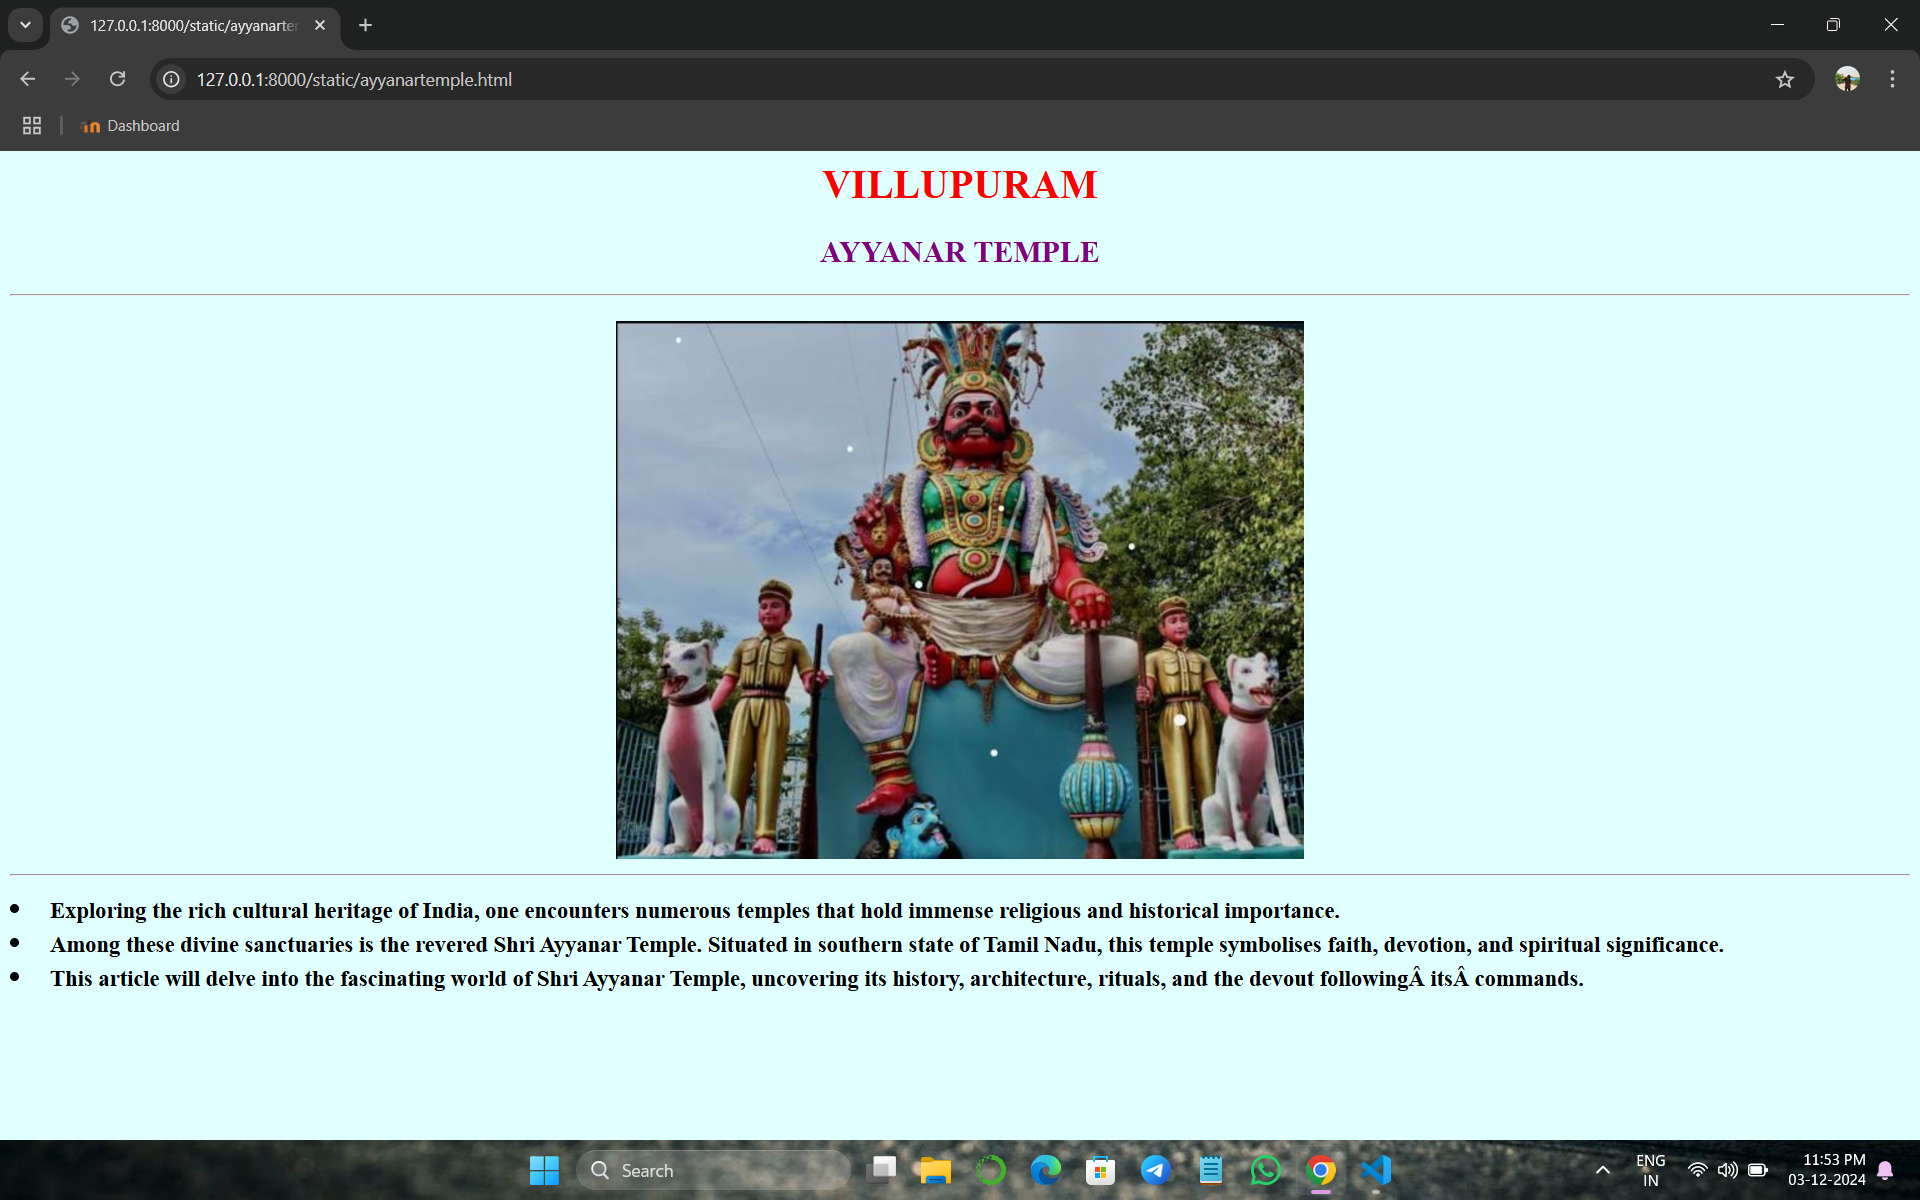 127.0.0.1:8000/static/ayyanarter
127.0.0.1:8000/static/ayyanartemple.html
Dashboard
VILLUPURAM
AYYANAR TEMPLE
Exploring the rich cultural heritage of India, one encounters numerous temples that hold immense religious and historical importance.
Among these divine sanctuaries is the revered Shri Ayyanar Temple. Situated in southern state of Tamil Nadu, this temple symbolises faith, devotion, and spiritual significance.
This article will delve into the fascinating world of Shri Ayyanar Temple, uncovering its history, architecture, rituals, and the devout followingÂ itsÂ commands.
Search
ENG
IN
11:53 PM
03-12-2024